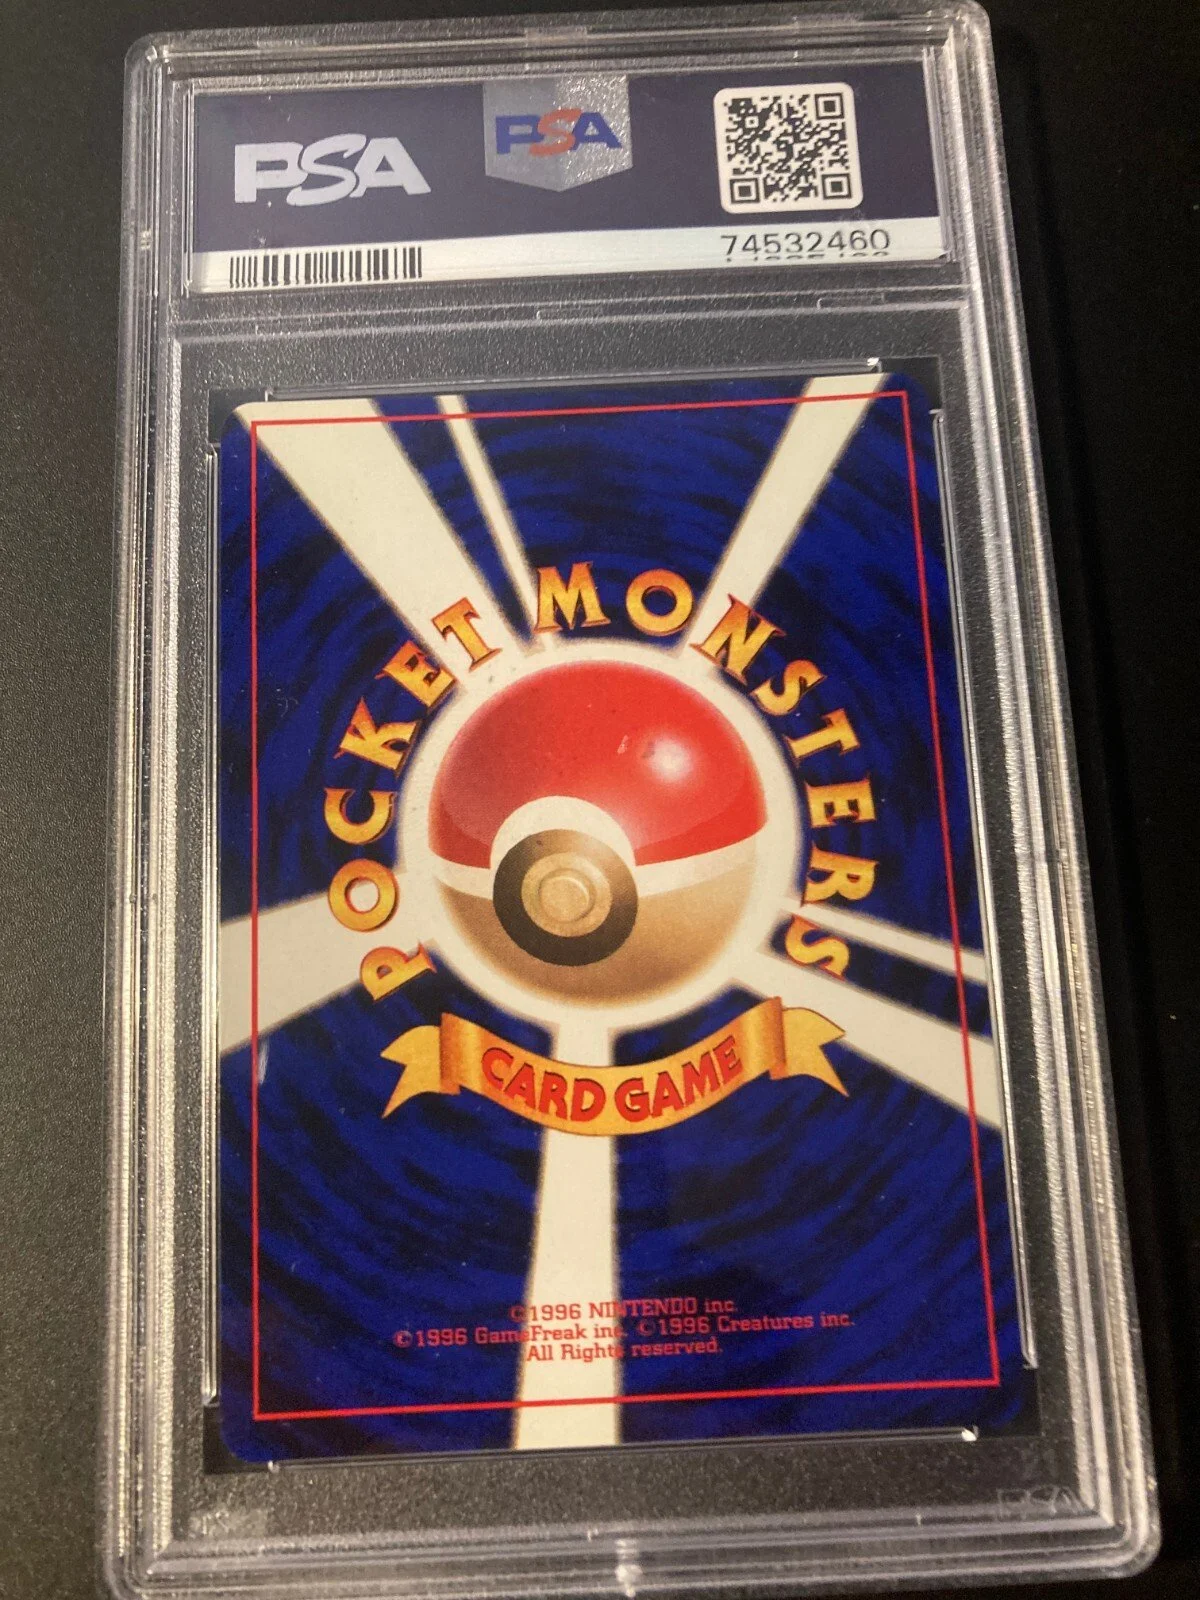 PSA
PSA
74532460
POCKET MONSTERS
CARD GAME
©1996 NINTENDO inc.
©1996 GameFreak inc. ©1996 Creatures inc.
All Rights reserved.
PSA